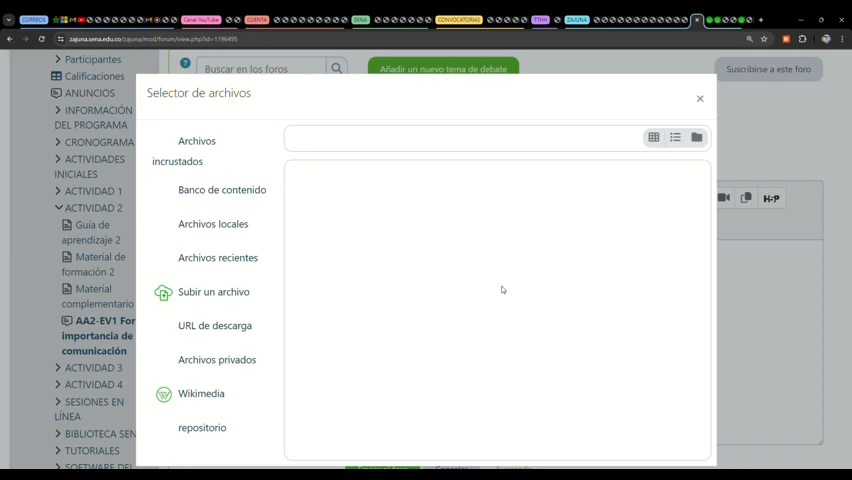 CORREOS
Canal YouTube
CUENTA
SENA
CONVOCATORIAS
TTHH
ZAJUNA
zajuna.sena.edu.co/zajuna/mod/forum/view.php?id=1196495
Participantes
Calificaciones
ANUNCIOS
INFORMACIÓN
DEL PROGRAMA
CRONOGRAMA
ACTIVIDADES
INICIALES
ACTIVIDAD 1
ACTIVIDAD 2
Guía de
aprendizaje 2
Material de
formación 2
Material
complementario
AA2-EV1 For
importancia de
comunicación
ACTIVIDAD 3
ACTIVIDAD 4
SESIONES EN
LÍNEA
BIBLIOTECA SEN
TUTORIALES
SOFTWARE DEL
Buscar en los foros
Añadir un nuevo tema de debate
Suscribirse a este foro
H-P
Selector de archivos
Archivos
incrustados
Banco de contenido
Archivos locales
Archivos recientes
Subir un archivo
URL de descarga
Archivos privados
Wikimedia
repositorio